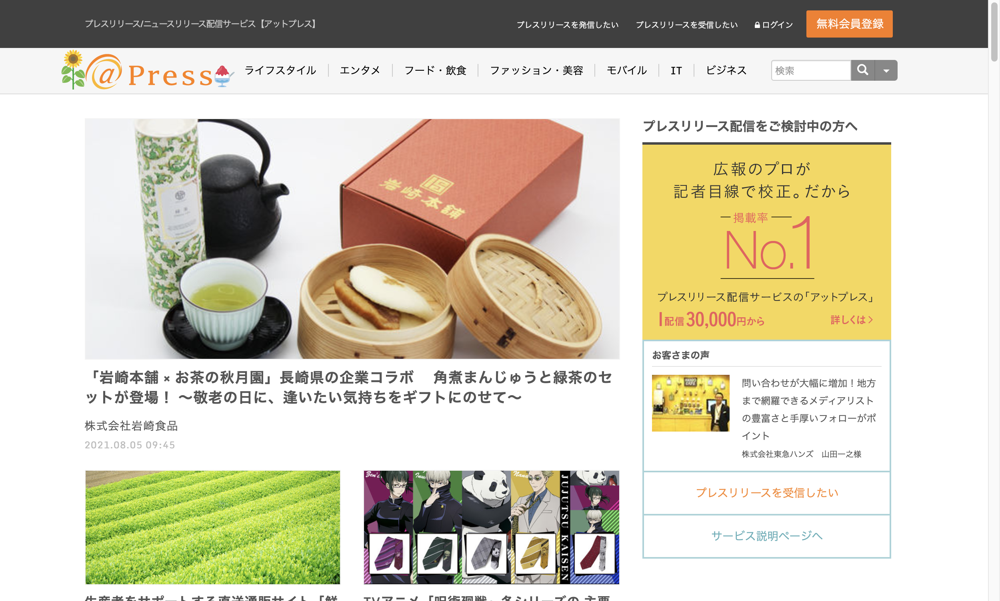 プレスリリース/ニュースリリース配信サービス【アットプレス】
プレスリリースを発信したい
プレスリリースを受信したい
ログイン
無料会員登録
@Press
ライフスタイル
エンタメ
フード・飲食
ファッション・美容
モバイル
IT
ビジネス
検索
岩崎本舗
「岩崎本舗 × お茶の秋月園」長崎県の企業コラボ　角煮まんじゅうと緑茶のセ
ットが登場！ ～敬老の日に、逢いたい気持ちをギフトにのせて～
株式会社岩崎食品
2021.08.05 09:45
JUJUTSU KAISEN
生産者をサポートする直送通販サイト「鮮
TVアニメ「呪術廻戦」各シリーズの 主要
プレスリリース配信をご検討中の方へ
広報のプロが
記者目線で校正。だから
掲載率
No.1
プレスリリース配信サービスの「アットプレス」
1配信30,000円から
詳しくは
お客さまの声
問い合わせが大幅に増加！地方
まで網羅できるメディアリスト
の豊富さと手厚いフォローがポ
イント
株式会社東急ハンズ　山田一之様
プレスリリースを受信したい
サービス説明ページへ